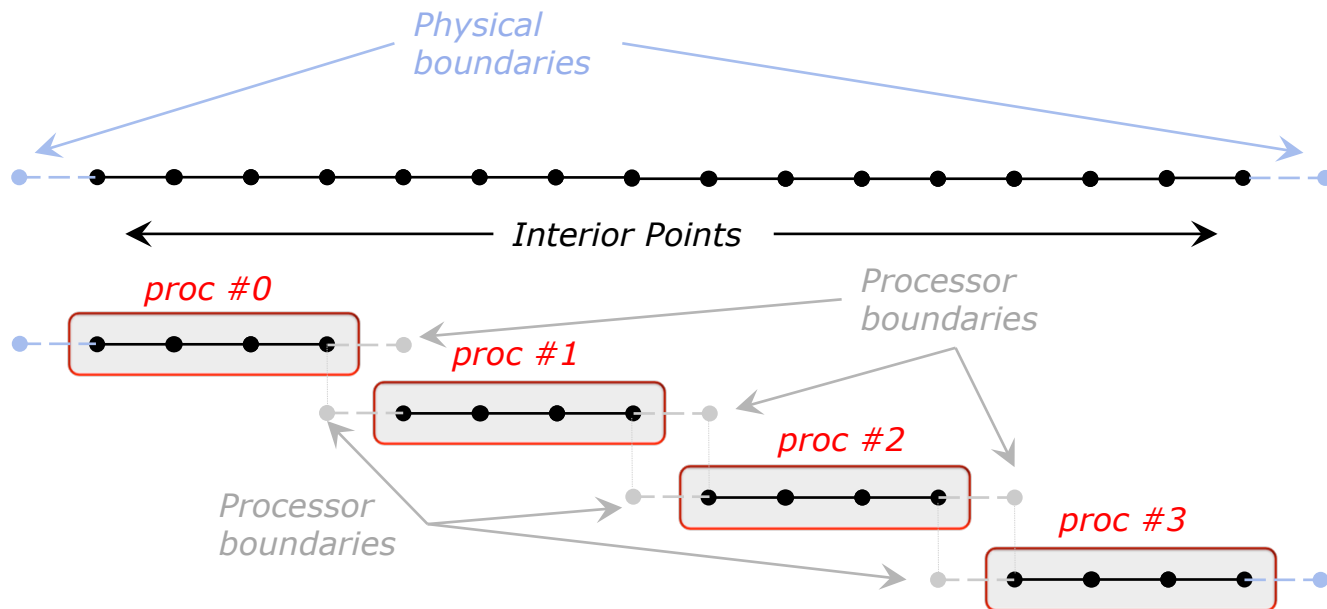 Physical
boundaries
Interior Points
proc #0
Processor
boundaries
proc #1
proc #2
Processor
boundaries
proc #3